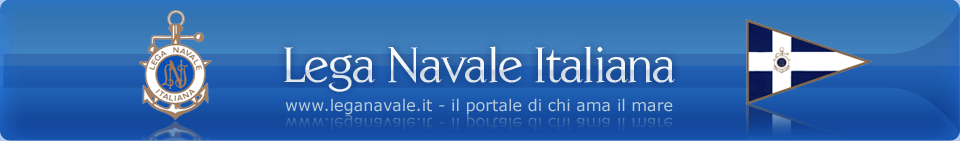 LEGA NAVALE
ITALIANA
Lega Navale Italiana
www.leganavale.it - il portale di chi ama il mare